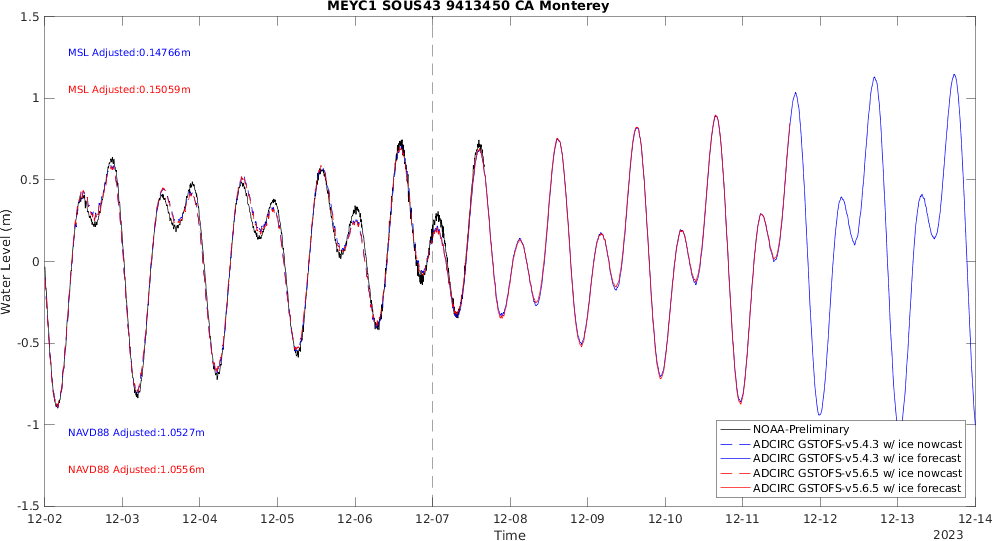 MEYC1 SOUS43 9413450 CA Monterey
1.5
1
0.5
0
-0.5
-1
-1.5
Water Level (m)
MSL Adjusted:0.14766m
MSL Adjusted:0.15059m
NAVD88 Adjusted:1.0527m
NAVD88 Adjusted:1.0556m
NOAA-Preliminary
ADCIRC GSTOFS-v5.4.3 w/ ice nowcast
ADCIRC GSTOFS-v5.4.3 w/ ice forecast
ADCIRC GSTOFS-v5.6.5 w/ ice nowcast
ADCIRC GSTOFS-v5.6.5 w/ ice forecast
12-02 12-03 12-04 12-05 12-06 12-07 12-08 12-09 12-10 12-11 12-12 12-13 12-14
Time
2023